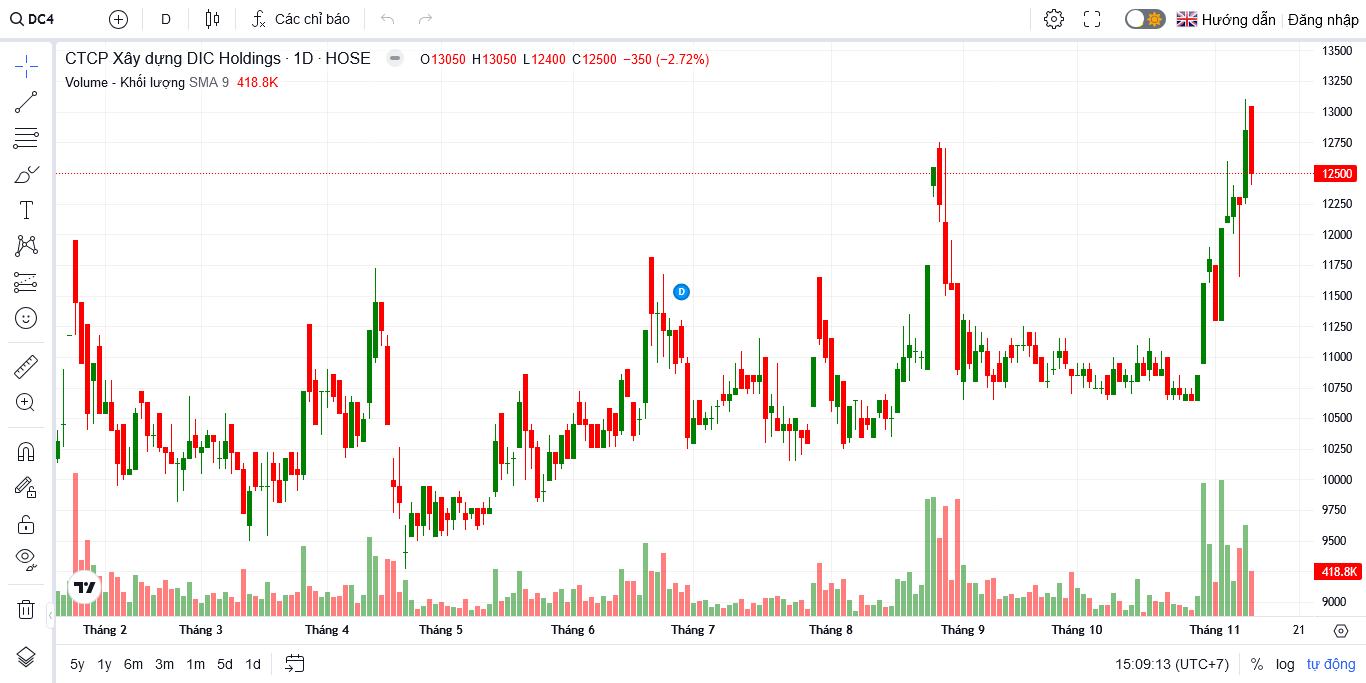 DC4 D Các chỉ báo Hướng dẫn Đăng nhập
CTCP Xây dựng DIC Holdings · 1D · HOSE O13050 H13050 L12400 C12500 −350 (−2.72%)
Volume - Khối lượng SMA 9 418.8K
13500
13250
13000
12750
12500
12250
12000
11750
D
11500
11250
11000
10750
10500
10250
10000
9750
9500
418.8K
9000
Tháng 2 Tháng 3 Tháng 4 Tháng 5 Tháng 6 Tháng 7 Tháng 8 Tháng 9 Tháng 10 Tháng 11 21
5y 1y 6m 3m 1m 5d 1d 15:09:13 (UTC+7) % log tự động